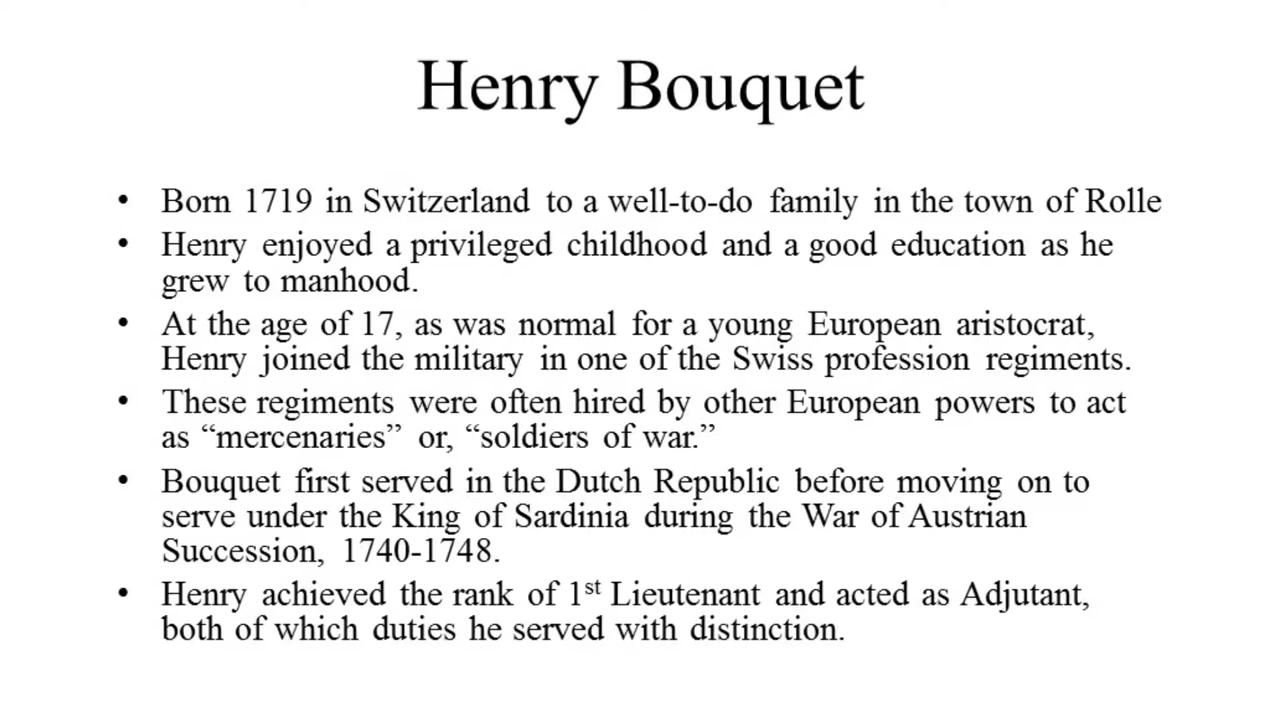 Henry Bouquet
• Born 1719 in Switzerland to a well-to-do family in the town of Rolle
• Henry enjoyed a privileged childhood and a good education as he
grew to manhood.
• At the age of 17, as was normal for a young European aristocrat,
Henry joined the military in one of the Swiss profession regiments.
• These regiments were often hired by other European powers to act
as “mercenaries” or, “soldiers of war.”
• Bouquet first served in the Dutch Republic before moving on to
serve under the King of Sardinia during the War of Austrian
Succession, 1740-1748.
• Henry achieved the rank of 1st Lieutenant and acted as Adjutant,
both of which duties he served with distinction.